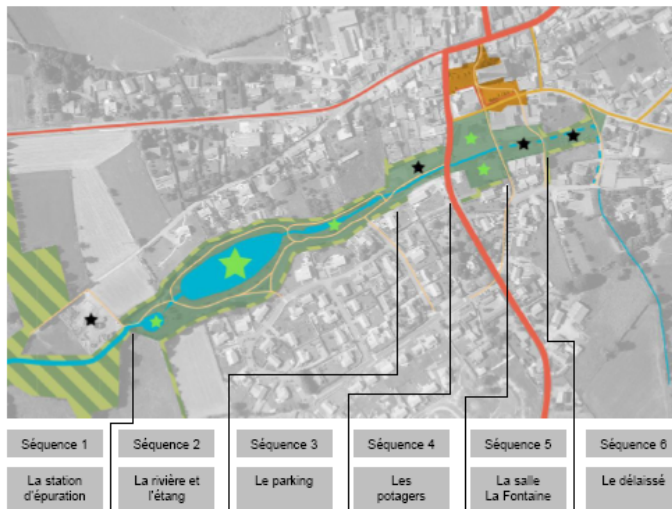 Séquence 1
Séquence 2
Séquence 3
Séquence 4
Séquence 5
Séquence 6
La station
d'épuration
La rivière et
l'étang
Le parking
Les
potagers
La salle
La Fontaine
Le délaissé